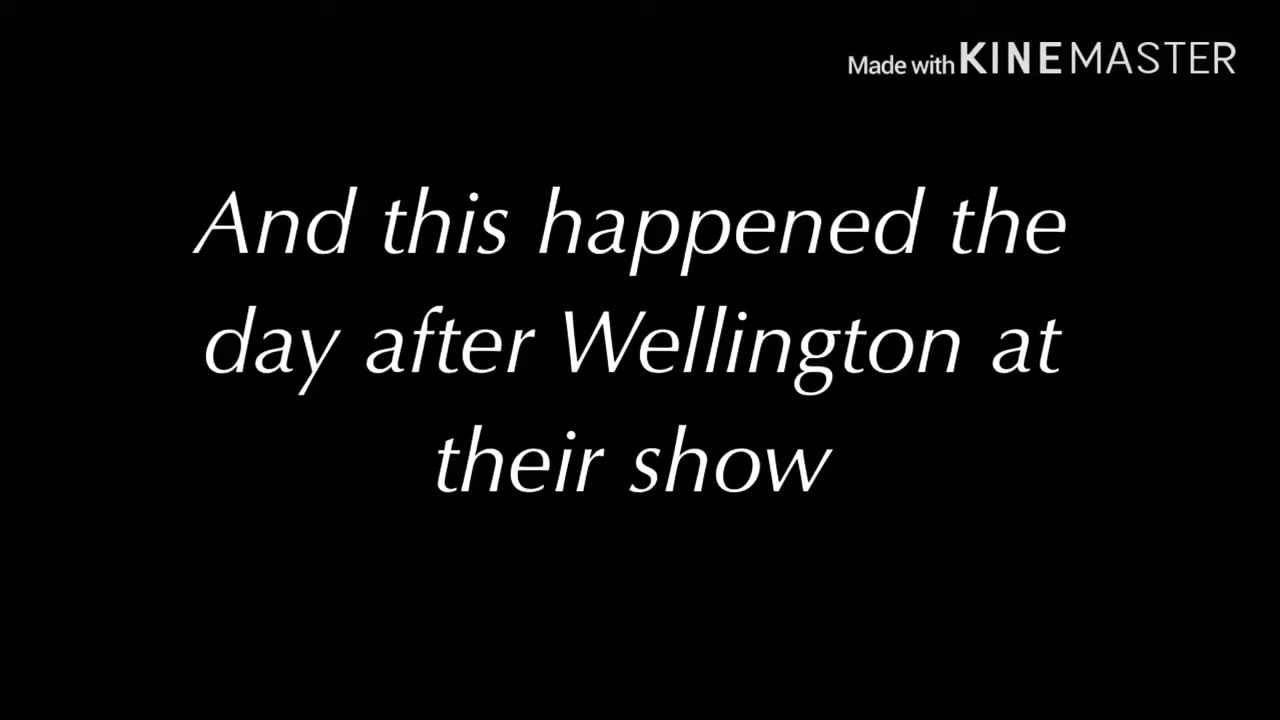 Made with KINEMASTER
And this happened the
day after Wellington at
their show